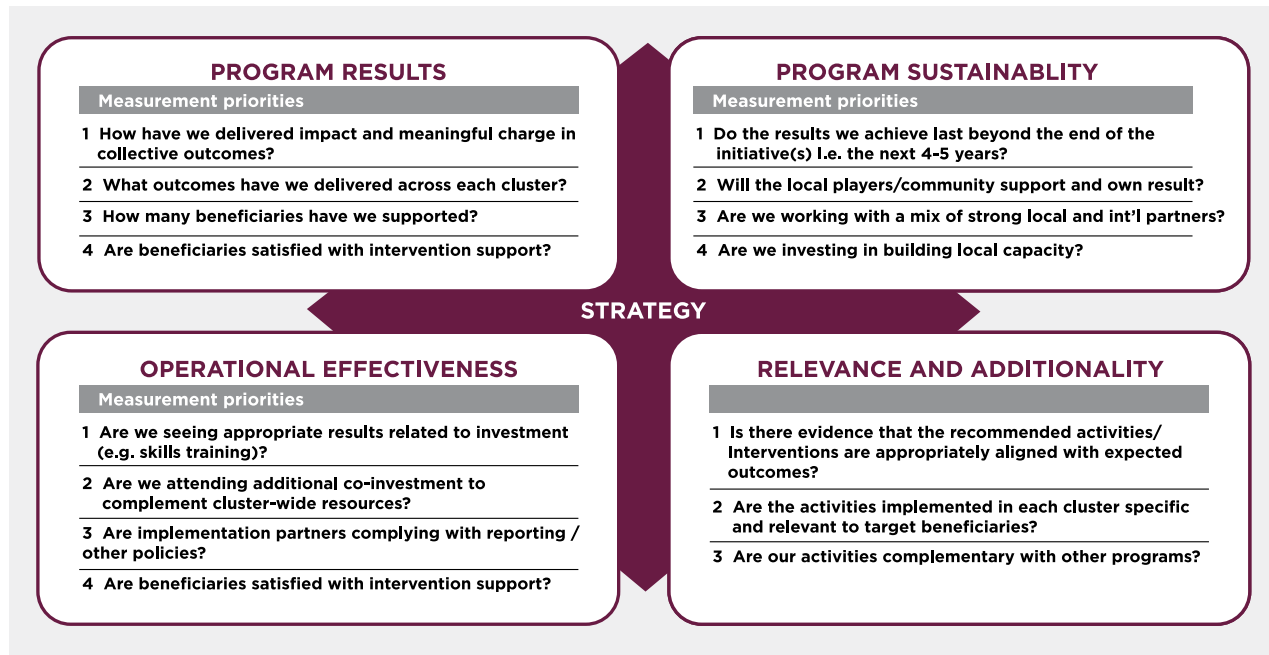 PROGRAM RESULTS
Measurement priorities
1 How have we delivered impact and meaningful charge in
collective outcomes?
2 What outcomes have we delivered across each cluster?
3 How many beneficiaries have we supported?
4 Are beneficiaries satisfied with intervention support?
PROGRAM SUSTAINABLITY
Measurement priorities
1 Do the results we achieve last beyond the end of the
initiative(s) I.e. the next 4-5 years?
2 Will the local players/community support and own result?
3 Are we working with a mix of strong local and int'l partners?
4 Are we investing in building local capacity?
STRATEGY
OPERATIONAL EFFECTIVENESS
Measurement priorities
1 Are we seeing appropriate results related to investment
(e.g. skills training)?
2 Are we attending additional co-investment to
complement cluster-wide resources?
3 Are implementation partners complying with reporting /
other policies?
4 Are beneficiaries satisfied with intervention support?
RELEVANCE AND ADDITIONALITY
1 Is there evidence that the recommended activities/
Interventions are appropriately aligned with expected
outcomes?
2 Are the activities implemented in each cluster specific
and relevant to target beneficiaries?
3 Are our activities complementary with other programs?